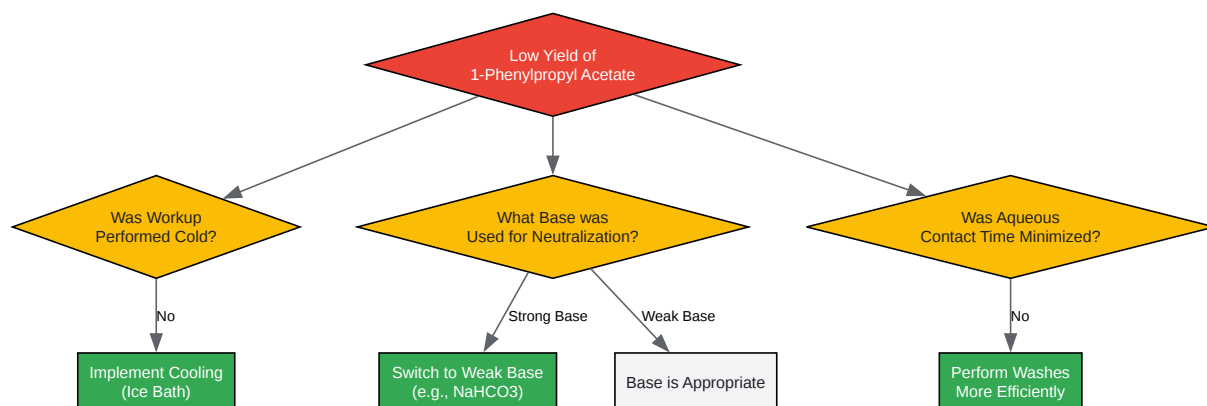 Low Yield of
1-Phenylpropyl Acetate
Was Workup
Performed Cold?
What Base was
Used for Neutralization?
Was Aqueous
Contact Time Minimized?
No
Strong Base
Weak Base
No
Implement Cooling
(Ice Bath)
Switch to Weak Base
(e.g., NaHCO3)
Base is Appropriate
Perform Washes
More Efficiently